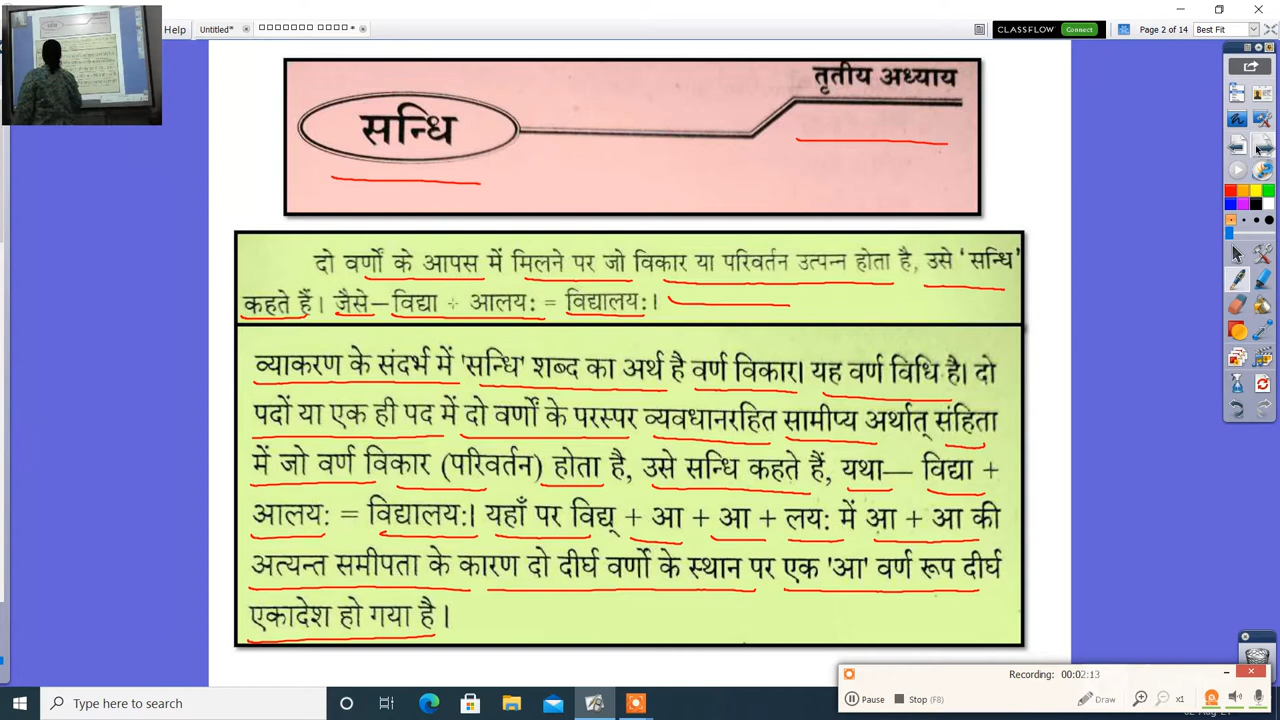 Help
Untitled*
CLASSFLOW Connect
Page 2 of 14
Best Fit
तृतीय अध्याय
सन्धि
दो वर्णों के आपस में मिलने पर जो विकार या परिवर्तन उत्पन्न होता है, उसे ‘सन्धि’
कहते हैं। जैसे– विद्या + आलय: = विद्यालय:।
व्याकरण के संदर्भ में 'सन्धि' शब्द का अर्थ है वर्ण विकार। यह वर्ण विधि है। दो
पदों या एक ही पद में दो वर्णों के परस्पर व्यवधानरहित सामीप्य अर्थात् संहिता
में जो वर्ण विकार (परिवर्तन) होता है, उसे सन्धि कहते हैं, यथा— विद्या +
आलय: = विद्यालय:। यहाँ पर विद्य् + आ + आ + लय: में आ + आ की
अत्यन्त समीपता के कारण दो दीर्घ वर्णो के स्थान पर एक 'आ' वर्ण रूप दीर्घ
एकादेश हो गया है।
Recording: 00:02:13
Pause
Stop (F8)
Draw
x1
Type here to search